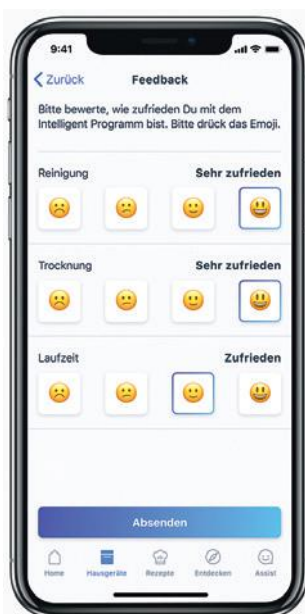 9:41
Zurück Feedback
Bitte bewerte, wie zufrieden Du mit dem
Intelligent Programm bist. Bitte drück das Emoji.
Reinigung Sehr zufrieden
Trocknung Sehr zufrieden
Laufzeit Zufrieden
Absenden
Home Hausgeräte Rezepte Entdecken Assist